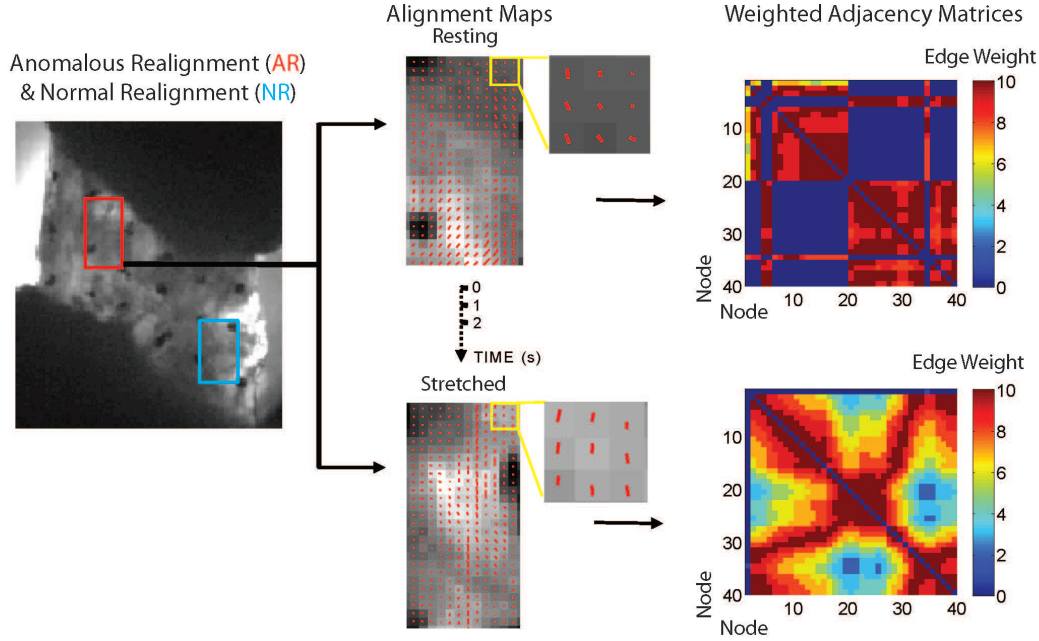 Alignment Maps
Weighted Adjacency Matrices
Resting
Anomalous Realignment (AR)
& Normal Realignment (NR)
Edge Weight
10
8
6
4
2
0
10
20
30
40
Node
10 20 30 40
Node
0
1
2
TIME (s)
Stretched
Edge Weight
10
8
6
4
2
0
10
20
30
40
Node
10 20 30 40
Node